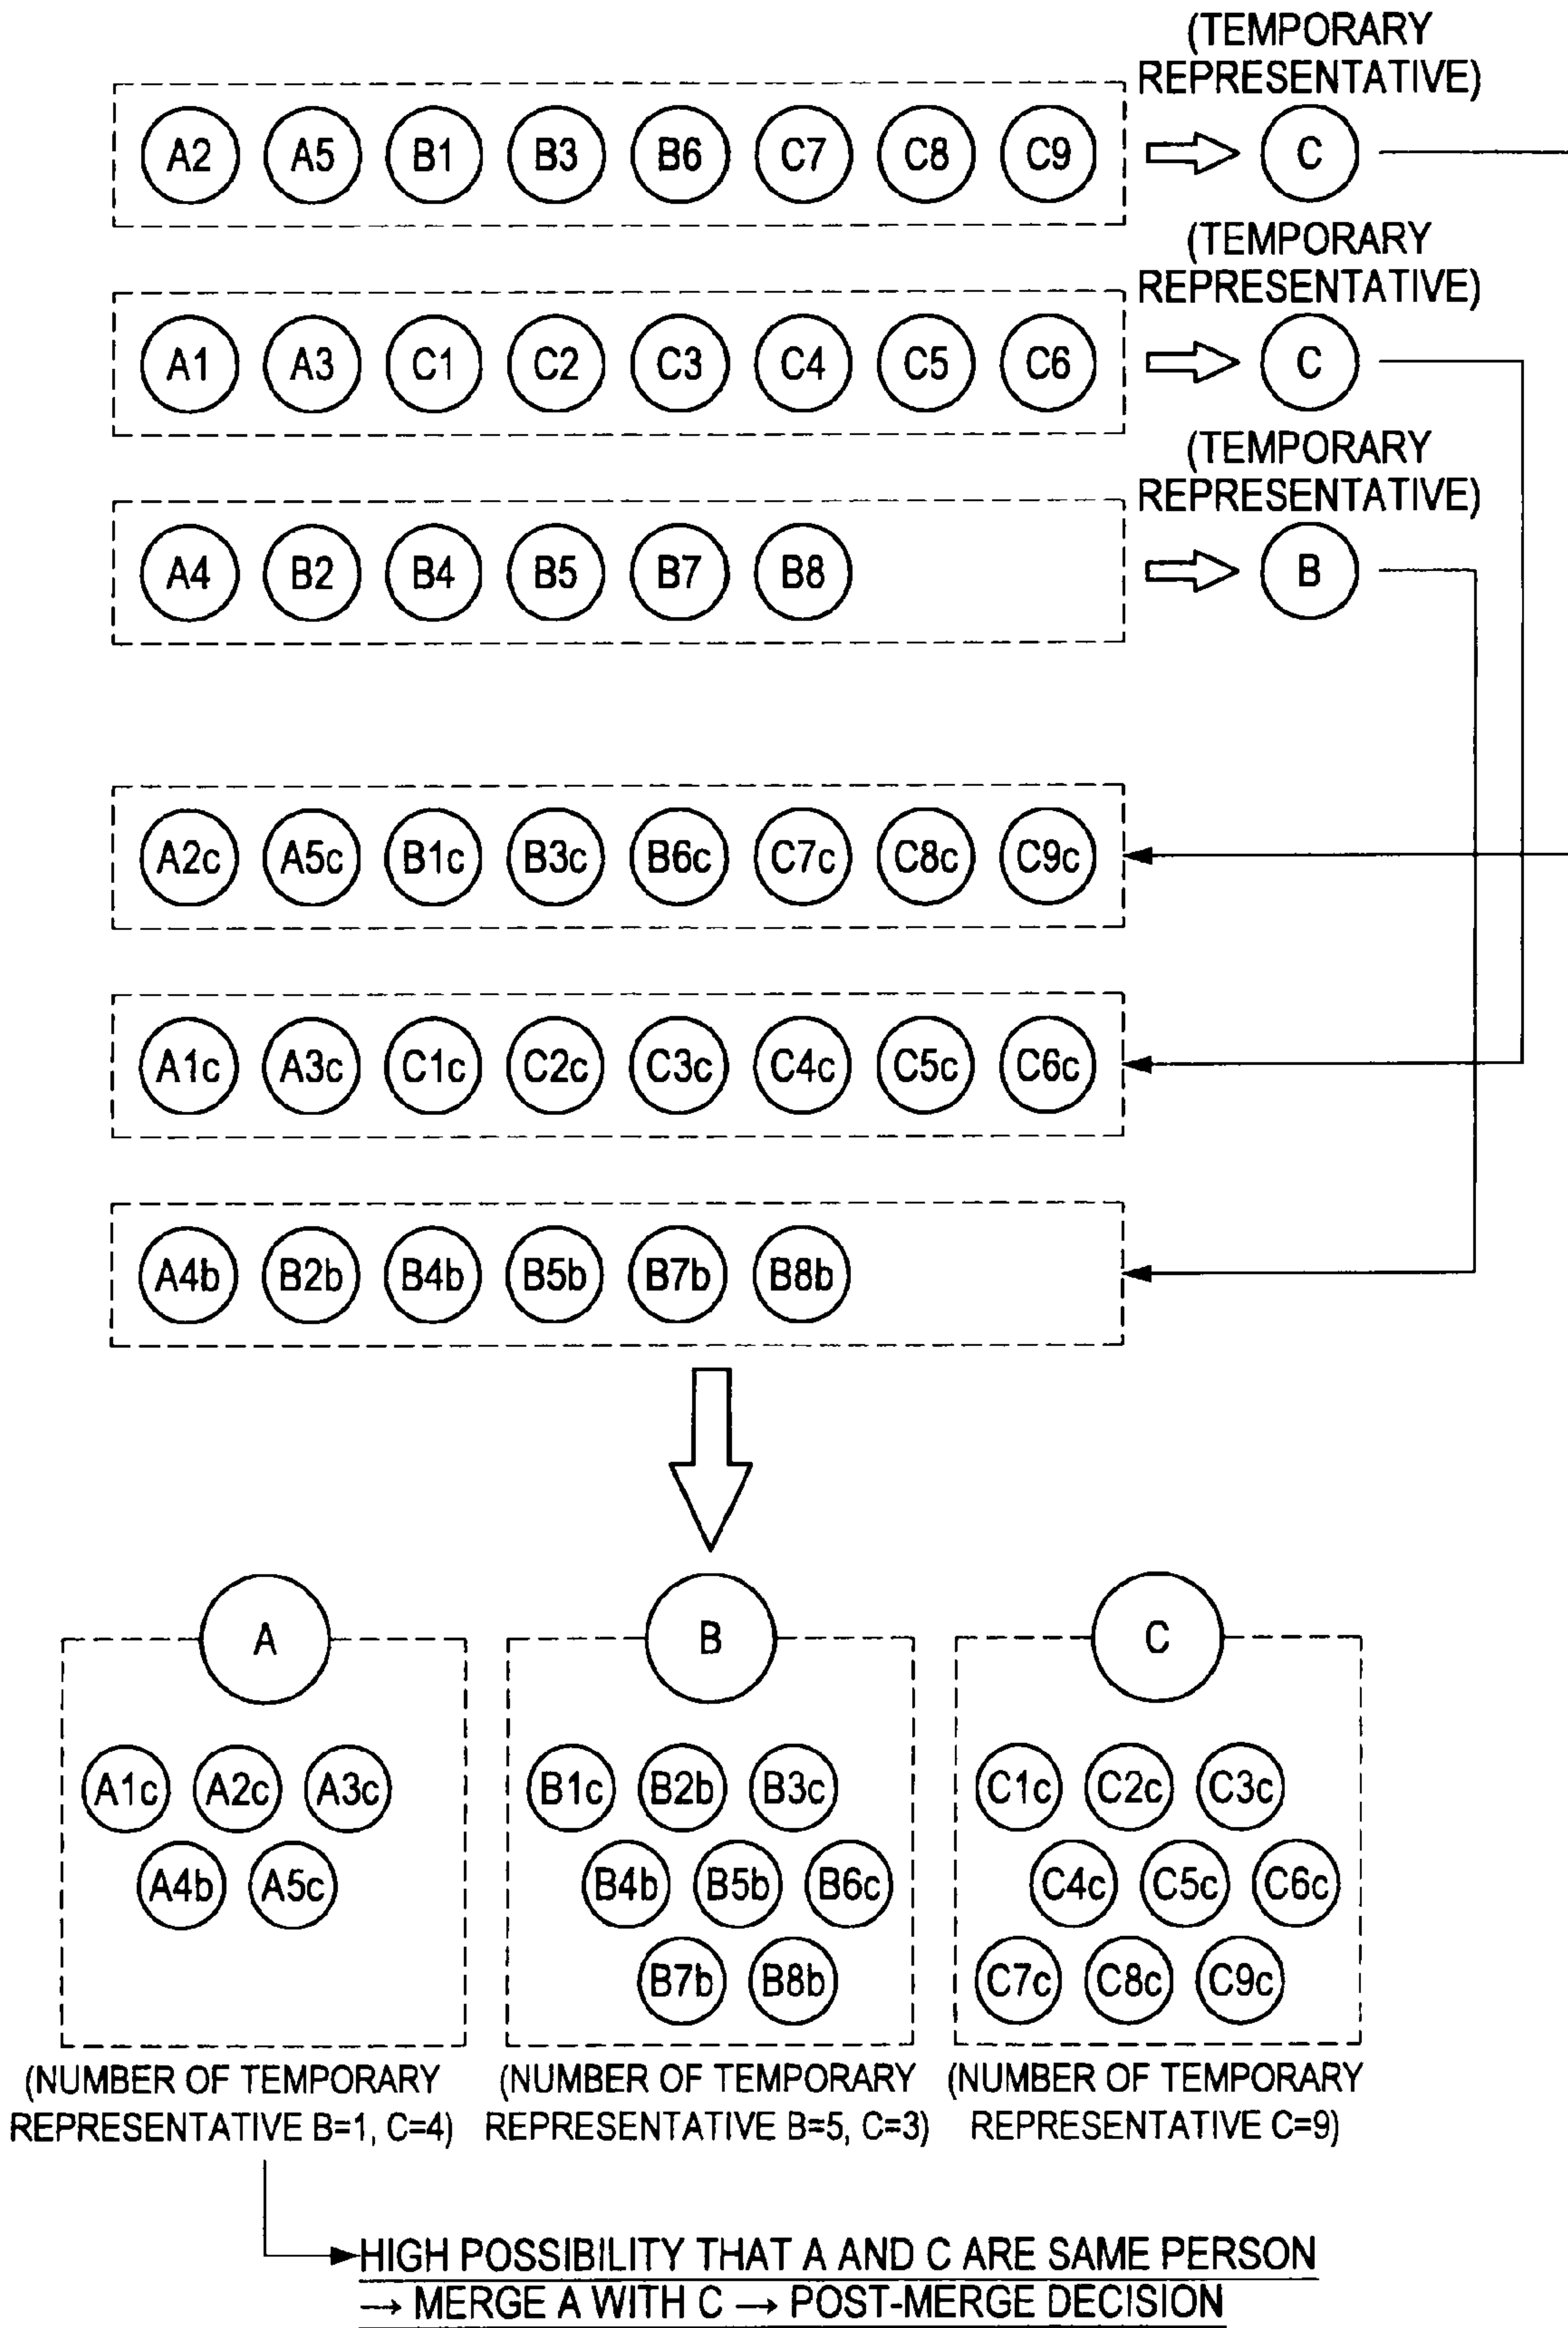 (TEMPORARY
REPRESENTATIVE)
A2 A5 B1 B3 B6 C7 C8 C9 C
(TEMPORARY
REPRESENTATIVE)
A1 A3 C1 C2 C3 C4 C5 C6 C
(TEMPORARY
REPRESENTATIVE)
A4 B2 B4 B5 B7 B8 B
A2c A5c B1c B3c B6c C7c C8c C9c
A1c A3c C1c C2c C3c C4c C5c C6c
A4b B2b B4b B5b B7b B8b
A
A1c A2c A3c
A4b A5c
(NUMBER OF TEMPORARY
REPRESENTATIVE B=1, C=4)
B
B1c B2b B3c
B4b B5b B6c
B7b B8b
(NUMBER OF TEMPORARY
REPRESENTATIVE B=5, C=3)
C
C1c C2c C3c
C4c C5c C6c
C7c C8c C9c
(NUMBER OF TEMPORARY
REPRESENTATIVE C=9)
HIGH POSSIBILITY THAT A AND C ARE SAME PERSON
→ MERGE A WITH C → POST-MERGE DECISION